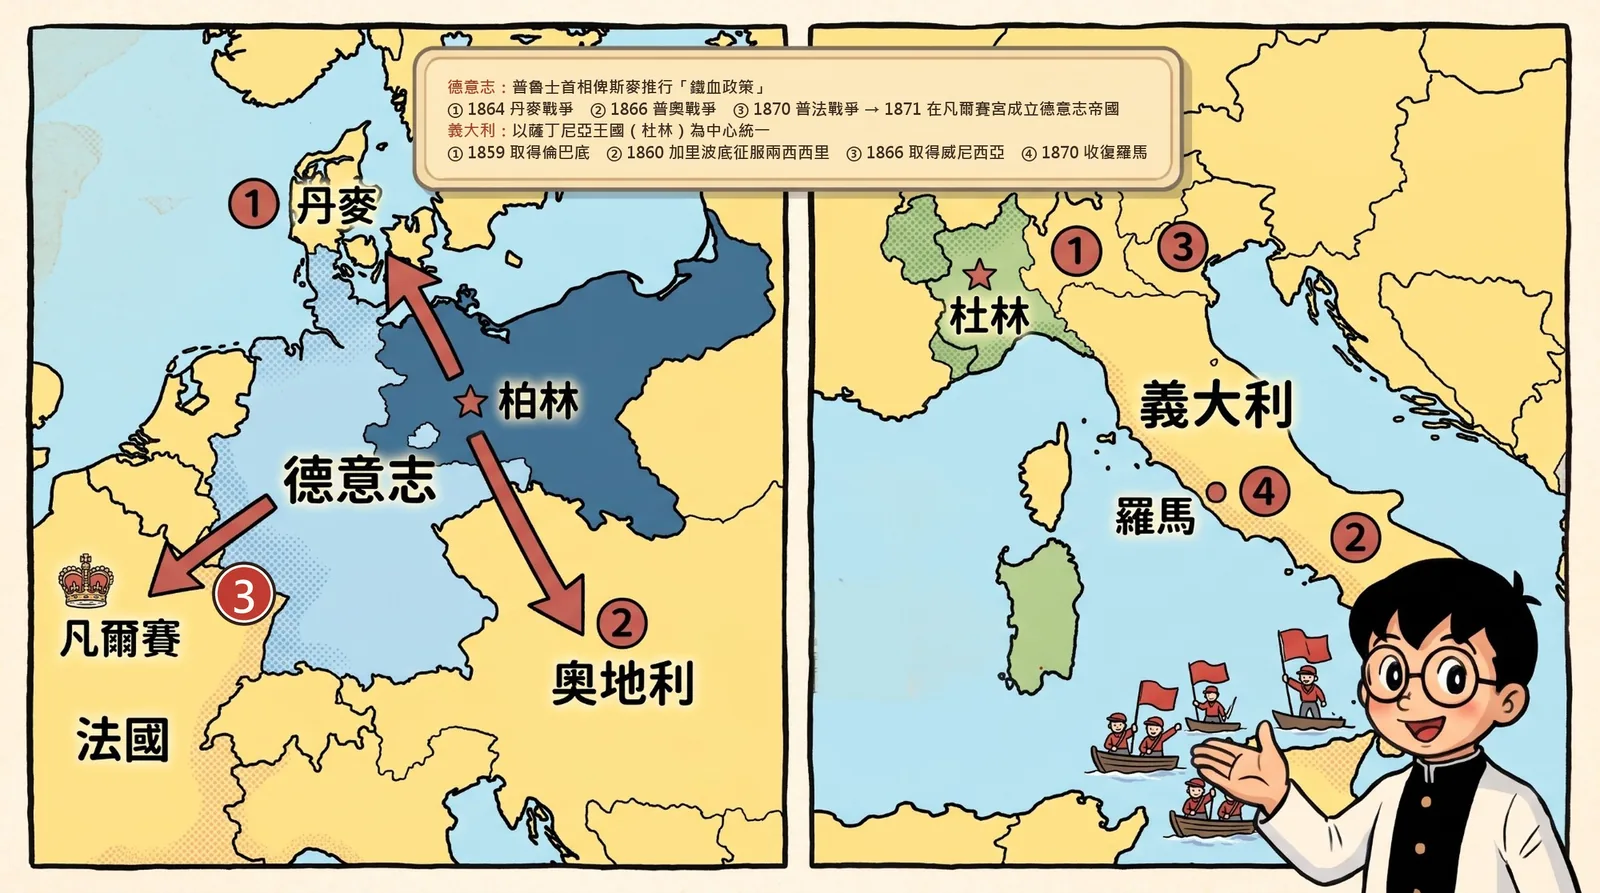 德意志：普魯士首相俾斯麥推行「鐵血政策」
① 1864 丹麥戰爭 ② 1866 普奧戰爭 ③ 1870 普法戰爭 → 1871 在凡爾賽宮成立德意志帝國
義大利：以薩丁尼亞王國（杜林）為中心統一
① 1859 取得倫巴底 ② 1860 加里波底征服兩西西里 ③ 1866 取得威尼西亞 ④ 1870 收復羅馬
1
丹麥
柏林
德意志
3
凡爾賽
2
奧地利
法國
1
3
杜林
義大利
4
羅馬
2